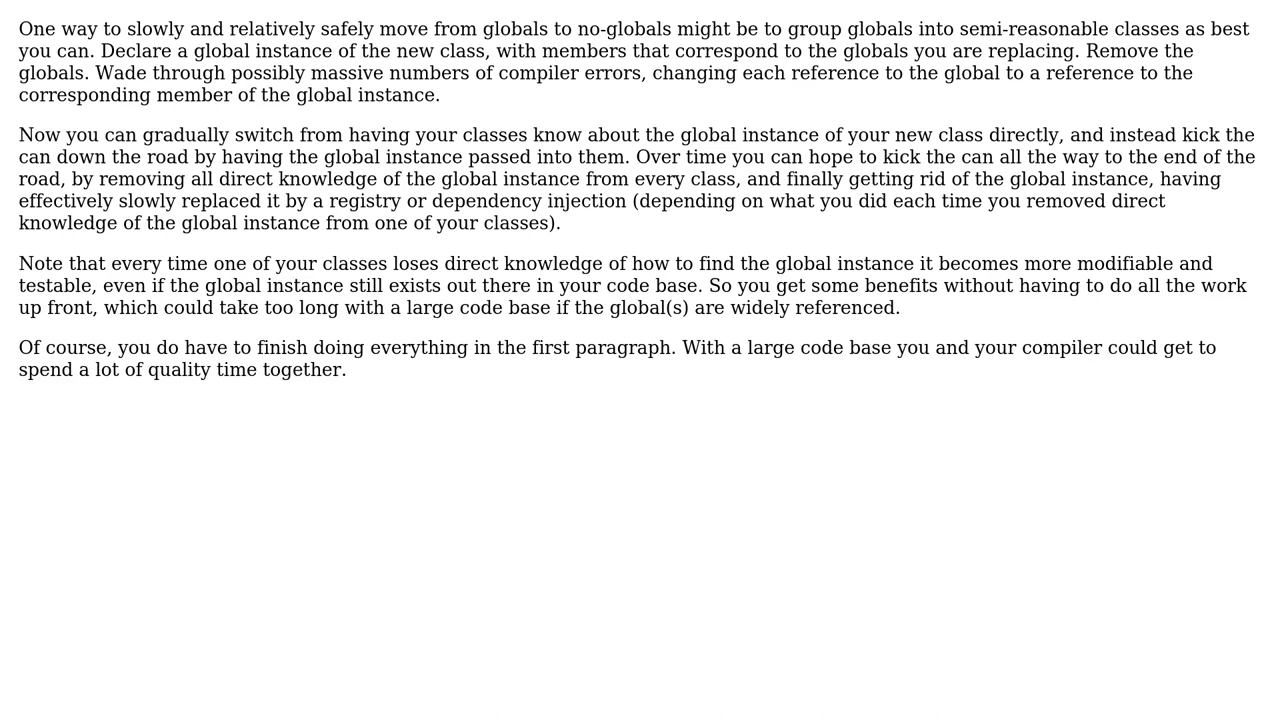 One way to slowly and relatively safely move from globals to no-globals might be to group globals into semi-reasonable classes as best
you can. Declare a global instance of the new class, with members that correspond to the globals you are replacing. Remove the
globals. Wade through possibly massive numbers of compiler errors, changing each reference to the global to a reference to the
corresponding member of the global instance.
Now you can gradually switch from having your classes know about the global instance of your new class directly, and instead kick the
can down the road by having the global instance passed into them. Over time you can hope to kick the can all the way to the end of the
road, by removing all direct knowledge of the global instance from every class, and finally getting rid of the global instance, having
effectively slowly replaced it by a registry or dependency injection (depending on what you did each time you removed direct
knowledge of the global instance from one of your classes).
Note that every time one of your classes loses direct knowledge of how to find the global instance it becomes more modifiable and
testable, even if the global instance still exists out there in your code base. So you get some benefits without having to do all the work
up front, which could take too long with a large code base if the global(s) are widely referenced.
Of course, you do have to finish doing everything in the first paragraph. With a large code base you and your compiler could get to
spend a lot of quality time together.